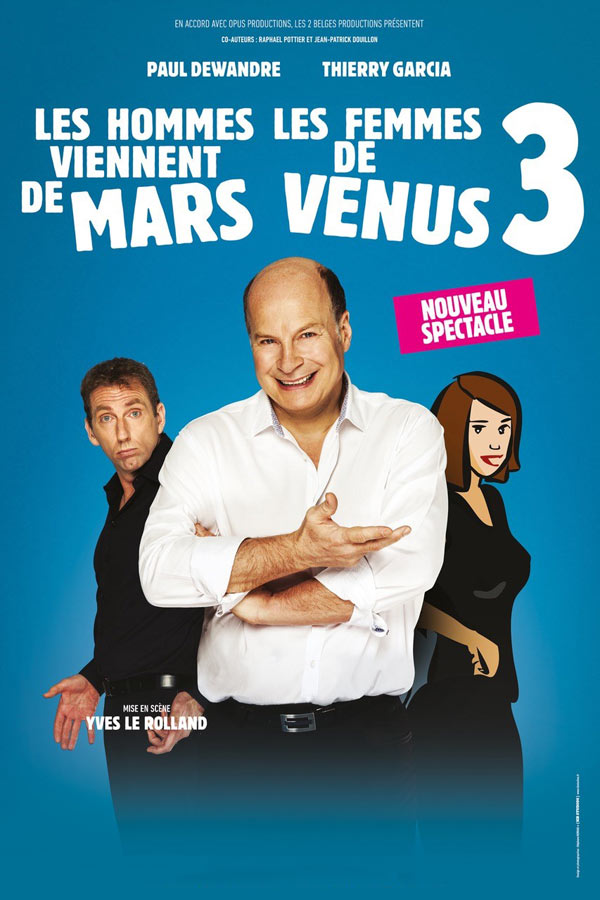 EN ACCORD AVEC OPUS PRODUCTIONS, LES 2 BELGES PRODUCTIONS PRÉSENTENT
CO-AUTEURS : RAPHAEL POTTIER ET JEAN-PATRICK DOUILLON
PAUL DEWANDRE THIERRY GARCIA
LES HOMMES
VIENNENT
DE MARS
LES FEMMES
DE
VENUS
3
NOUVEAU
SPECTACLE
MISE EN SCÈNE
YVES LE ROLLAND